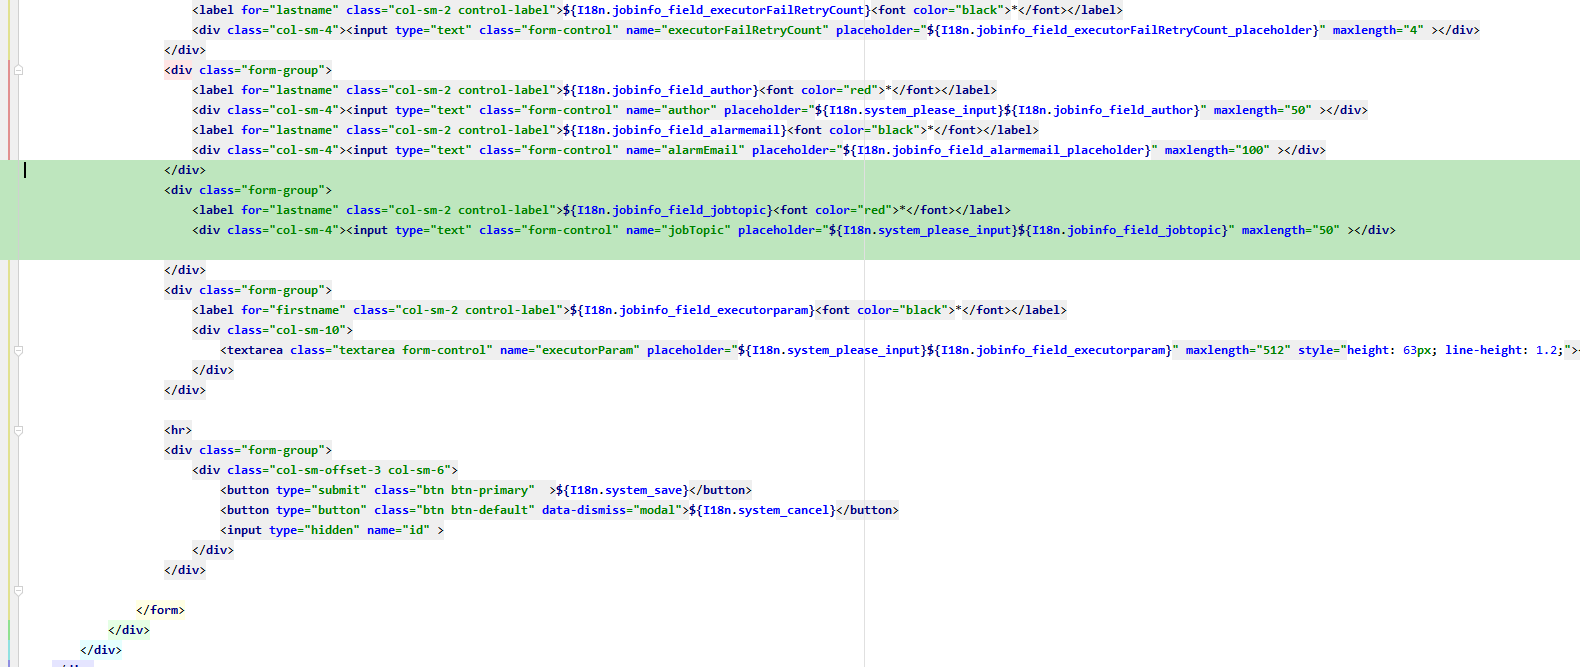 <label for="lastname" class="col-sm-2 control-label">${I18n.jobinfo_field_executorFailRetryCount}<font color="black">*</font></label>
<div class="col-sm-4"><input type="text" class="form-control" name="executorFailRetryCount" placeholder="${I18n.jobinfo_field_executorFailRetryCount_placeholder}" maxlength="4" ></div>
</div>
<div class="form-group">
<label for="lastname" class="col-sm-2 control-label">${I18n.jobinfo_field_author}<font color="red">*</font></label>
<div class="col-sm-4"><input type="text" class="form-control" name="author" placeholder="${I18n.system_please_input}${I18n.jobinfo_field_author}" maxlength="50" ></div>
<label for="lastname" class="col-sm-2 control-label">${I18n.jobinfo_field_alarmemail}<font color="black">*</font></label>
<div class="col-sm-4"><input type="text" class="form-control" name="alarmEmail" placeholder="${I18n.jobinfo_field_alarmemail_placeholder}" maxlength="100" ></div>
</div>
<div class="form-group">
<label for="lastname" class="col-sm-2 control-label">${I18n.jobinfo_field_jobtopic}<font color="red">*</font></label>
<div class="col-sm-4"><input type="text" class="form-control" name="jobTopic" placeholder="${I18n.system_please_input}${I18n.jobinfo_field_jobtopic}" maxlength="50" ></div>
</div>
<div class="form-group">
<label for="firstname" class="col-sm-2 control-label">${I18n.jobinfo_field_executorparam}<font color="black">*</font></label>
<div class="col-sm-10">
<textarea class="textarea form-control" name="executorParam" placeholder="${I18n.system_please_input}${I18n.jobinfo_field_executorparam}" maxlength="512" style="height: 63px; line-height: 1.2;">
</div>
</div>
<hr>
<div class="form-group">
<div class="col-sm-offset-3 col-sm-6">
<button type="submit" class="btn btn-primary"  >${I18n.system_save}</button>
<button type="button" class="btn btn-default" data-dismiss="modal">${I18n.system_cancel}</button>
<input type="hidden" name="id" >
</div>
</div>
</form>
</div>
</div>